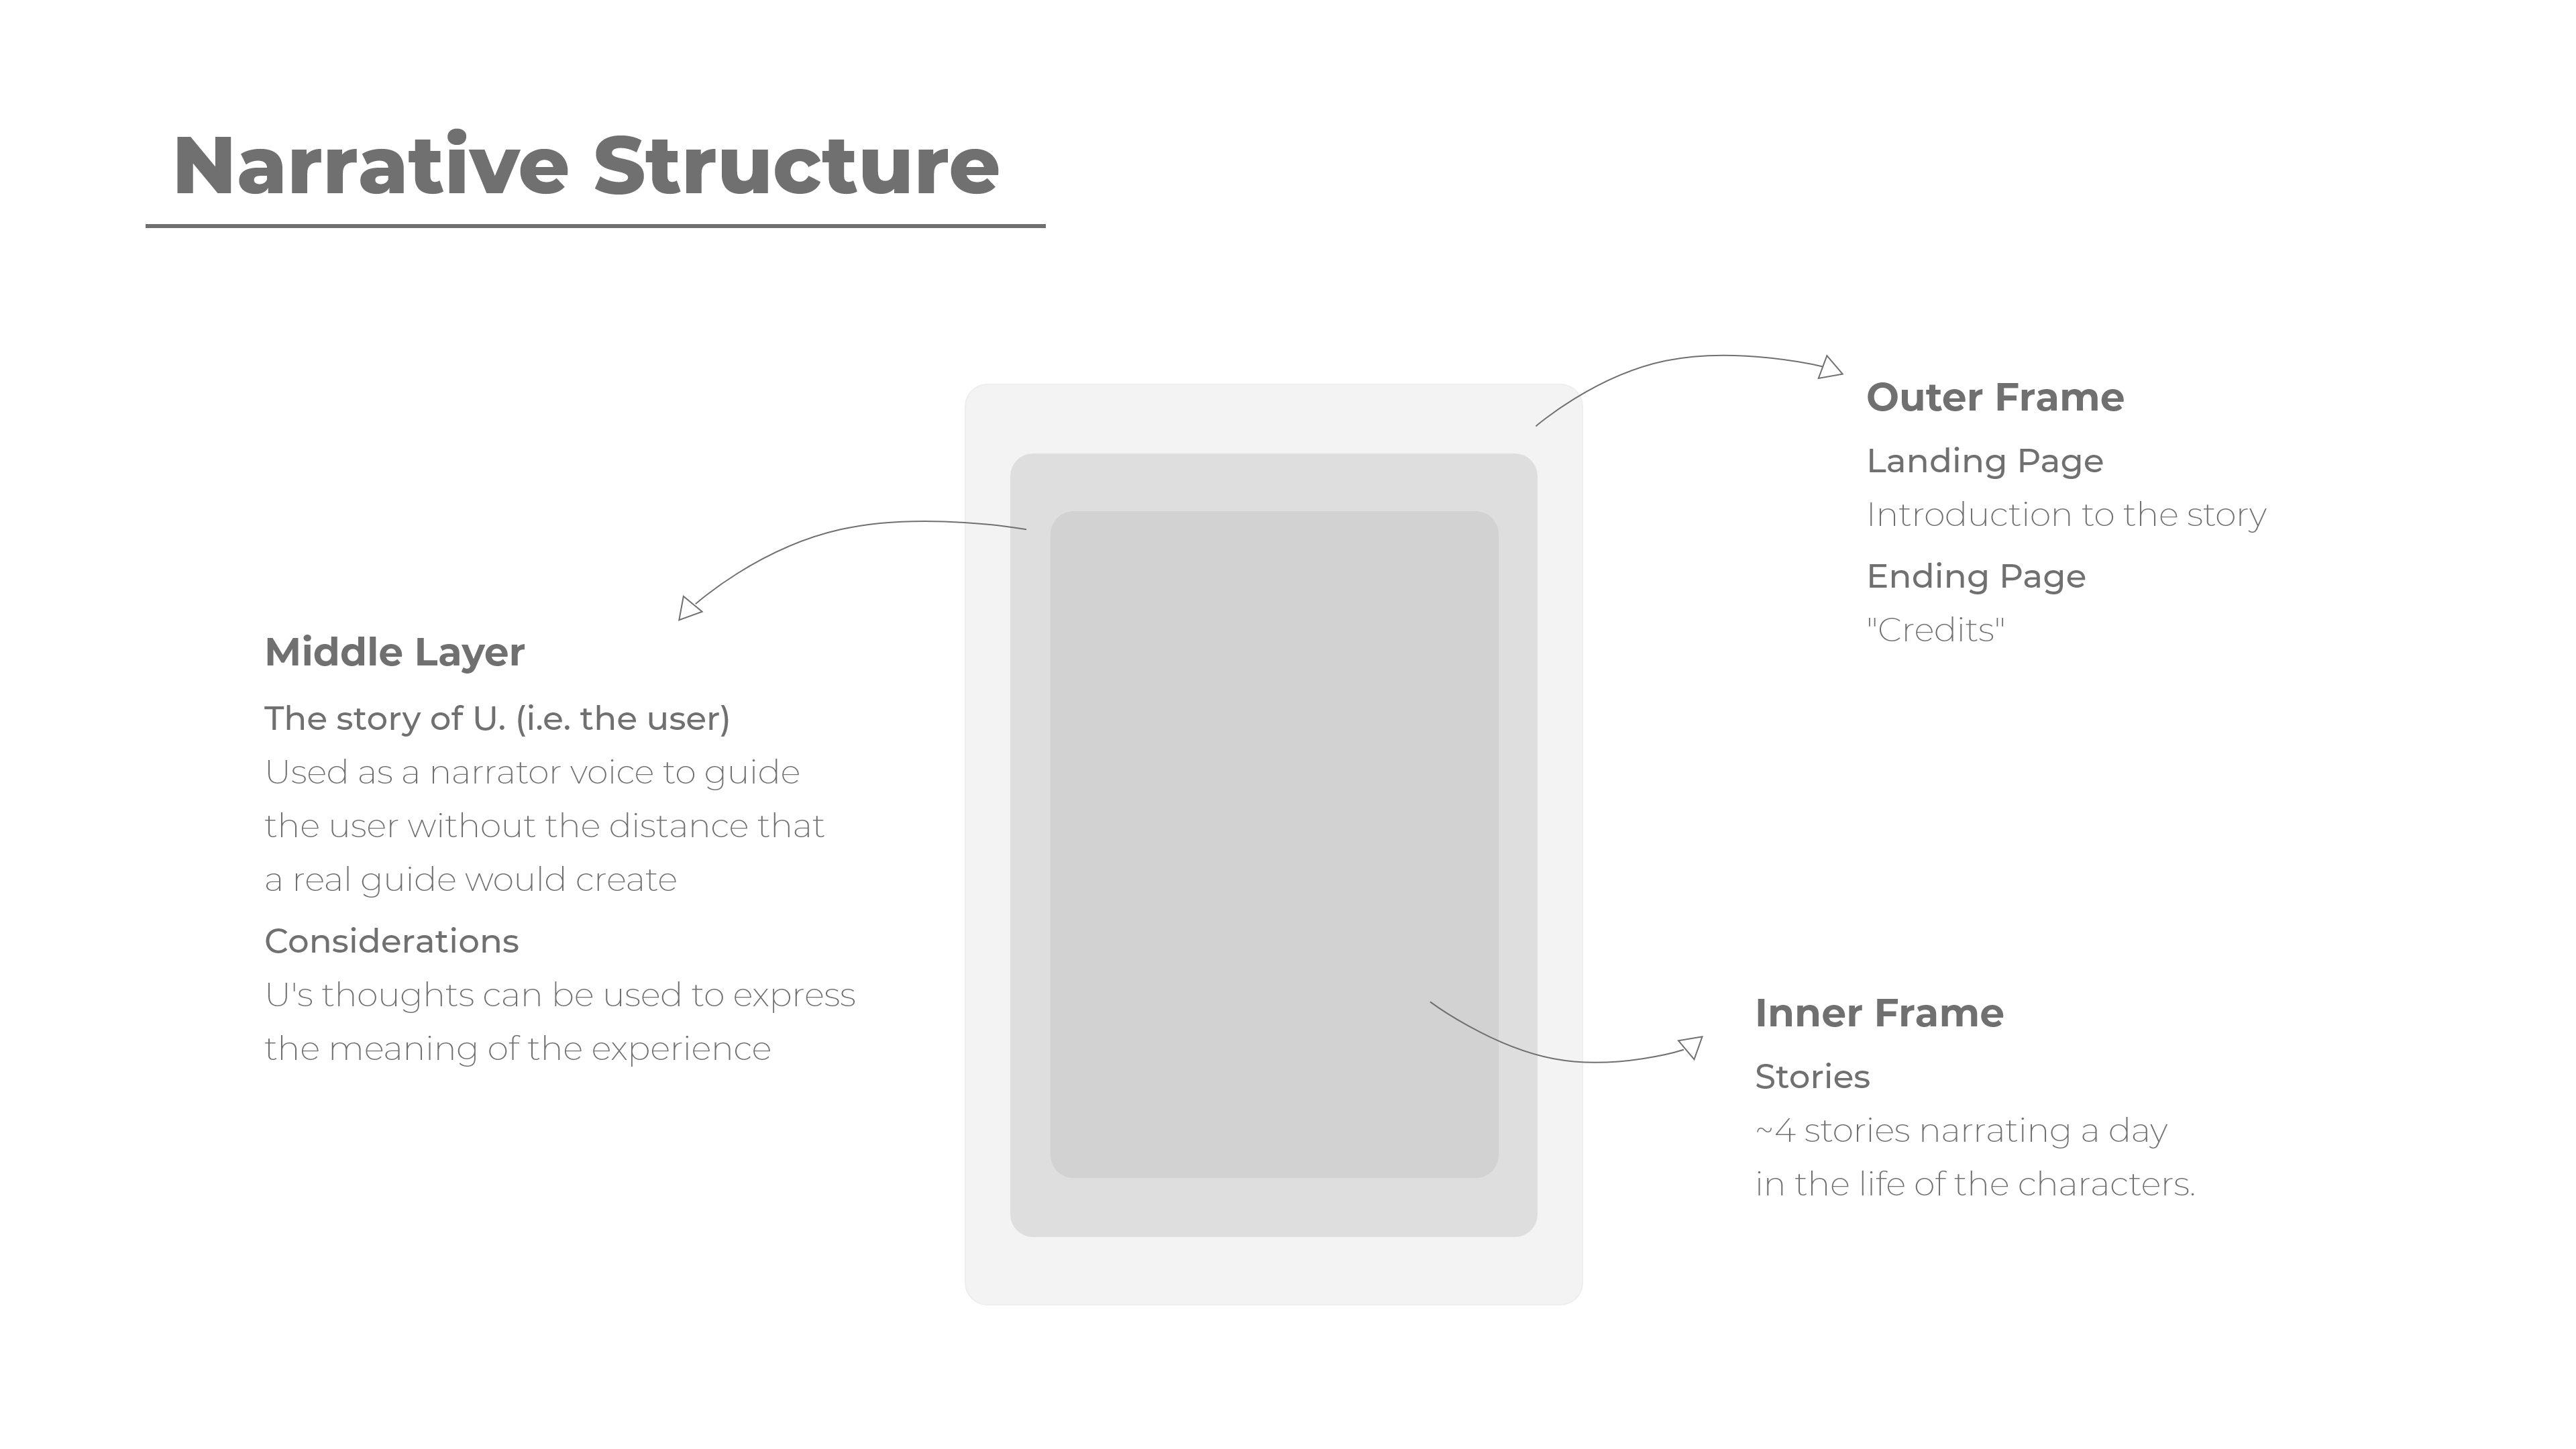 Narrative Structure
Outer Frame
Landing Page
Introduction to the story
Ending Page
"Credits"
Middle Layer
The story of U. (i.e. the user)
Used as a narrator voice to guide
the user without the distance that
a real guide would create
Considerations
U's thoughts can be used to express
the meaning of the experience
Inner Frame
Stories
~4 stories narrating a day
in the life of the characters.